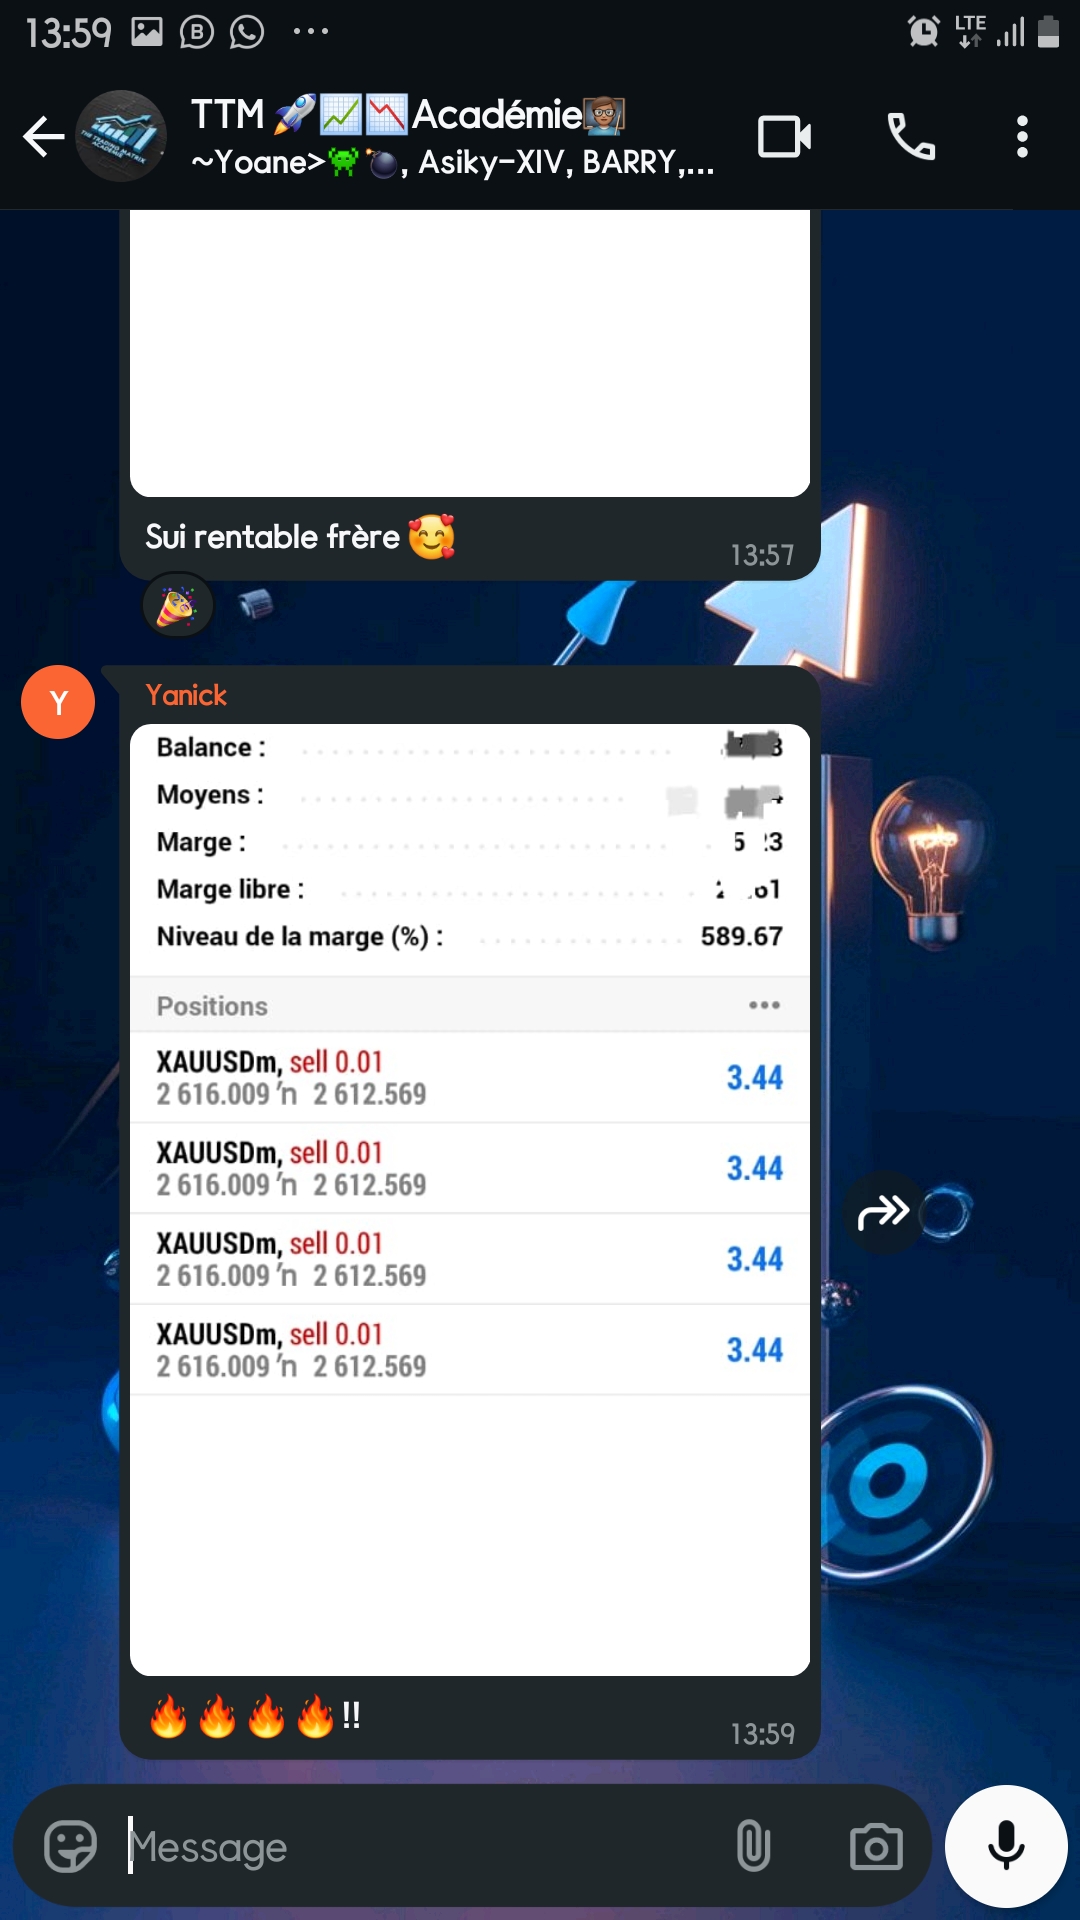 13:59
LTE
TTM 🚀📈📉Académie👨🏽‍🏫
~Yoane>👾💣, Asiky-XIV, BARRY,...
THE TRADING MATRIX
ACADEMIE
Sui rentable frère 🥰
13:57
🎉
Y
Yanick
Balance :
Moyens :
Marge :
Marge libre :
Niveau de la marge (%) : 589.67
Positions
XAUUSDm, sell 0.01
2 616.009 ’n 2 612.569
3.44
XAUUSDm, sell 0.01
2 616.009 ’n 2 612.569
3.44
XAUUSDm, sell 0.01
2 616.009 ’n 2 612.569
3.44
XAUUSDm, sell 0.01
2 616.009 ’n 2 612.569
3.44
🔥🔥🔥🔥‼
13:59
Message